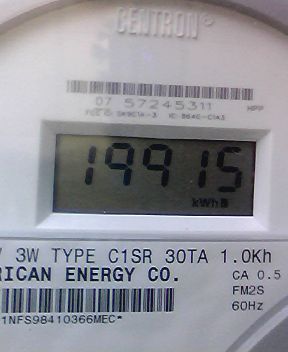 CENTRON®
07 57245311
HPP
19915
kWh
3W TYPE C1SR 30TA 1.0Kh
RICAN ENERGY CO.
CA 0.5
FM2S
60Hz
1NFS98410366MEC*